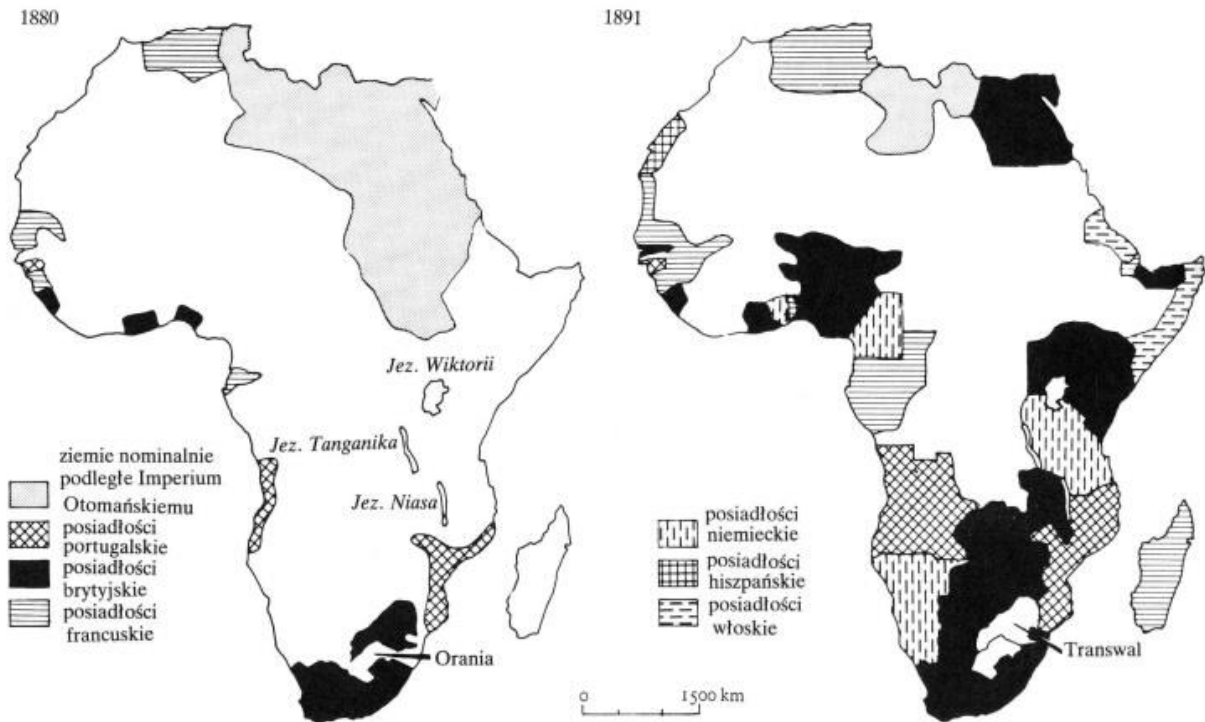 1880
1891
Jez. Wiktorii
Jez. Tanganika
Jez. Niasa
ziemie nominalnie
podległe Imperium
Otomańskiemu
posiadłości
portugalskie
posiadłości
brytyjskie
posiadłości
francuskie
Orania
0 1500 km
posiadłości
niemieckie
posiadłości
hiszpańskie
posiadłości
włoskie
Transwal